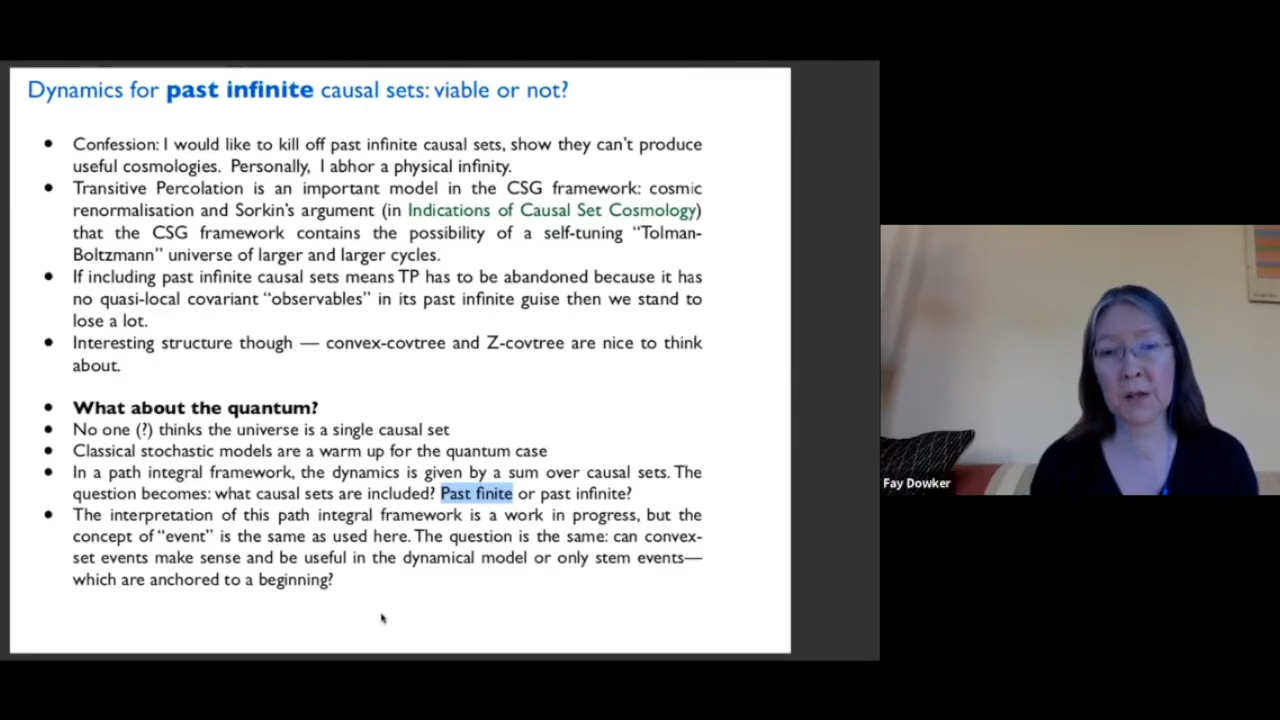 Dynamics for past infinite causal sets: viable or not?
• Confession: I would like to kill off past infinite causal sets, show they can't produce
useful cosmologies. Personally, I abhor a physical infinity.
• Transitive Percolation is an important model in the CSG framework: cosmic
renormalisation and Sorkin's argument (in Indications of Causal Set Cosmology)
that the CSG framework contains the possibility of a self-tuning “Tolman-
Boltzmann” universe of larger and larger cycles.
• If including past infinite causal sets means TP has to be abandoned because it has
no quasi-local covariant “observables” in its past infinite guise then we stand to
lose a lot.
• Interesting structure though — convex-covtree and Z-covtree are nice to think
about.
• What about the quantum?
• No one (?) thinks the universe is a single causal set
• Classical stochastic models are a warm up for the quantum case
• In a path integral framework, the dynamics is given by a sum over causal sets. The
question becomes: what causal sets are included? Past finite or past infinite?
• The interpretation of this path integral framework is a work in progress, but the
concept of “event” is the same as used here. The question is the same: can convex-
set events make sense and be useful in the dynamical model or only stem events—
which are anchored to a beginning?
Fay Dowker